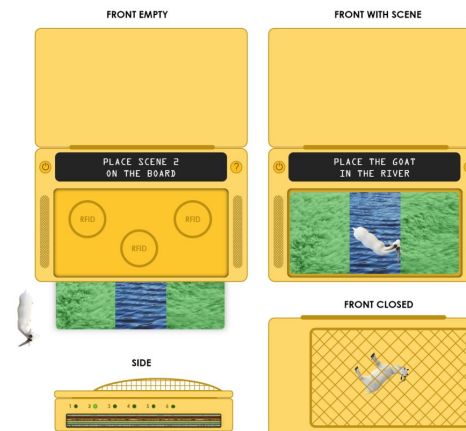 FRONT EMPTY
FRONT WITH SCENE
PLACE SCENE 2
ON THE BOARD
?
PLACE THE GOAT
IN THE RIVER
RFID
RFID
RFID
FRONT CLOSED
SIDE
1 2 3 4 5 6